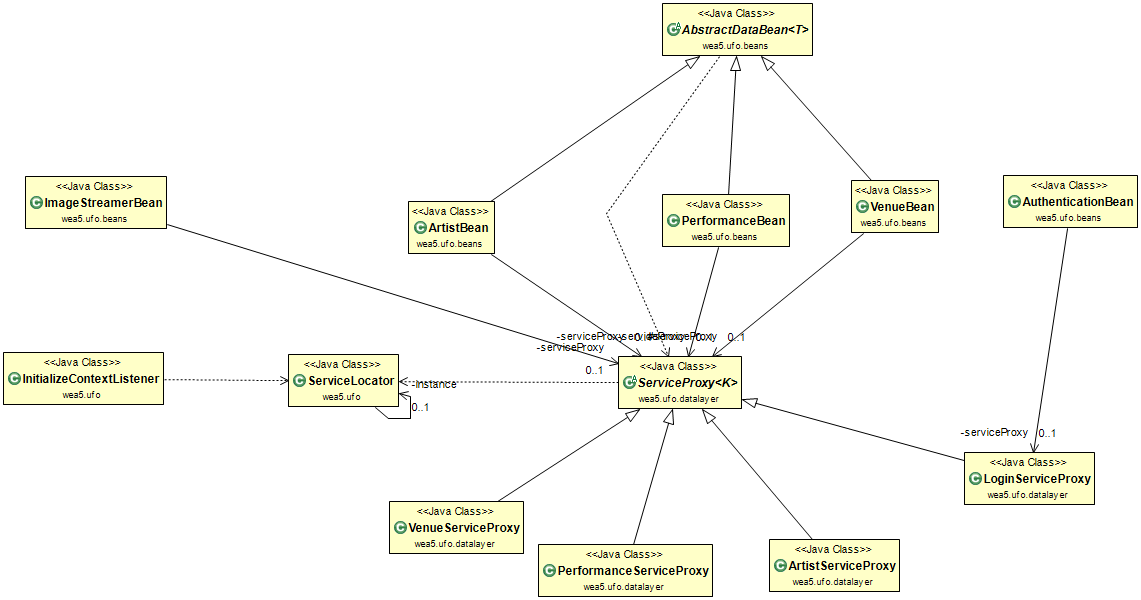 <<Java Class>>
AbstractDataBean<T>
wea5.ufo.beans
<<Java Class>>
ImageStreamerBean
wea5.ufo.beans
<<Java Class>>
ArtistBean
wea5.ufo.beans
<<Java Class>>
PerformanceBean
wea5.ufo.beans
<<Java Class>>
VenueBean
wea5.ufo.beans
<<Java Class>>
AuthenticationBean
wea5.ufo.beans
-serviceProxy
0..1
-serviceProxy
0..1
<<Java Class>>
InitializeContextListener
wea5.ufo
<<Java Class>>
ServiceLocator
wea5.ufo
-instance
0..1
<<Java Class>>
ServiceProxy<K>
wea5.ufo.datalayer
-serviceProxy
0..1
<<Java Class>>
LoginServiceProxy
wea5.ufo.datalayer
<<Java Class>>
VenueServiceProxy
wea5.ufo.datalayer
<<Java Class>>
PerformanceServiceProxy
wea5.ufo.datalayer
<<Java Class>>
ArtistServiceProxy
wea5.ufo.datalayer